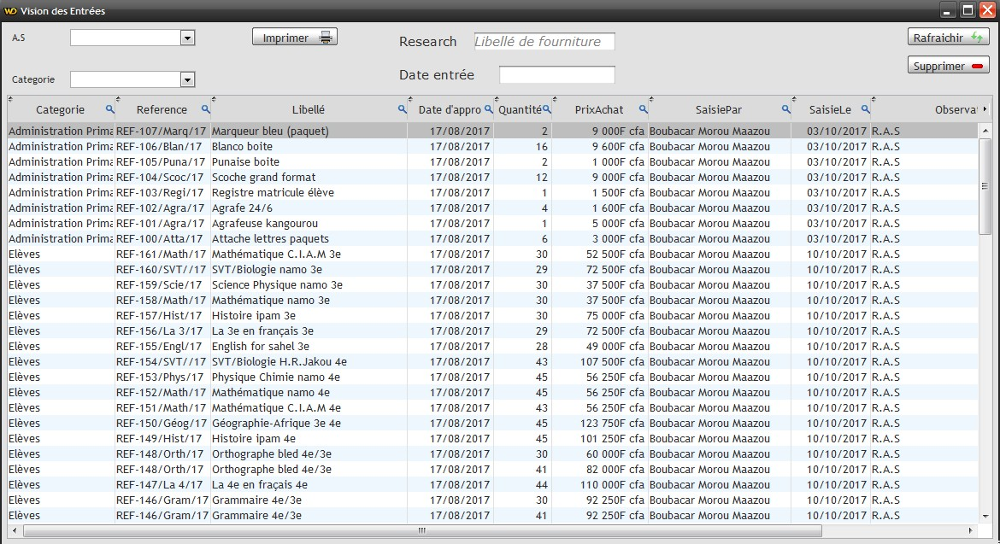 WD Vision des Entrées
A.S Imprimer Research Libellé de fourniture Rafraichir
Categorie Date entrée Supprimer
Categorie Reference Libellé Date d'appro Quantité PrixAchat SaisiePar SaisieLe Observat
Administration Prima REF-107/Marq/17 Marqueur bleu (paquet) 17/08/2017 2 9 000F cfa Boubacar Morou Maazou 03/10/2017 R.A.S
Administration Prima REF-106/Blan/17 Blanco boite 17/08/2017 16 9 600F cfa Boubacar Morou Maazou 03/10/2017 R.A.S
Administration Prima REF-105/Puna/17 Punaise boite 17/08/2017 2 1 000F cfa Boubacar Morou Maazou 03/10/2017 R.A.S
Administration Prima REF-104/Scoc/17 Scoche grand format 17/08/2017 12 9 000F cfa Boubacar Morou Maazou 03/10/2017 R.A.S
Administration Prima REF-103/Regi/17 Registre matricule élève 17/08/2017 1 1 500F cfa Boubacar Morou Maazou 03/10/2017 R.A.S
Administration Prima REF-102/Agra/17 Agrafe 24/6 17/08/2017 4 1 600F cfa Boubacar Morou Maazou 03/10/2017 R.A.S
Administration Prima REF-101/Agra/17 Agrafeuse kangourou 17/08/2017 1 5 000F cfa Boubacar Morou Maazou 03/10/2017 R.A.S
Administration Prima REF-100/Atta/17 Attache lettres paquets 17/08/2017 6 3 000F cfa Boubacar Morou Maazou 03/10/2017 R.A.S
Elèves REF-161/Math/17 Mathématique C.I.A.M 3e 17/08/2017 30 52 500F cfa Boubacar Morou Maazou 10/10/2017 R.A.S
Elèves REF-160/SVT//17 SVT/Biologie namo 3e 17/08/2017 29 72 500F cfa Boubacar Morou Maazou 10/10/2017 R.A.S
Elèves REF-159/Scie/17 Science Physique namo 3e 17/08/2017 30 37 500F cfa Boubacar Morou Maazou 10/10/2017 R.A.S
Elèves REF-158/Math/17 Mathématique namo 3e 17/08/2017 30 37 500F cfa Boubacar Morou Maazou 10/10/2017 R.A.S
Elèves REF-157/Hist/17 Histoire ipam 3e 17/08/2017 30 75 000F cfa Boubacar Morou Maazou 10/10/2017 R.A.S
Elèves REF-156/La 3/17 La 3e en français 3e 17/08/2017 29 72 500F cfa Boubacar Morou Maazou 10/10/2017 R.A.S
Elèves REF-155/Engl/17 English for sahel 3e 17/08/2017 28 49 000F cfa Boubacar Morou Maazou 10/10/2017 R.A.S
Elèves REF-154/SVT//17 SVT/Biologie H.R.Jakou 4e 17/08/2017 43 107 500F cfa Boubacar Morou Maazou 10/10/2017 R.A.S
Elèves REF-153/Phys/17 Physique Chimie namo 4e 17/08/2017 45 56 250F cfa Boubacar Morou Maazou 10/10/2017 R.A.S
Elèves REF-152/Math/17 Mathématique namo 4e 17/08/2017 45 56 250F cfa Boubacar Morou Maazou 10/10/2017 R.A.S
Elèves REF-151/Math/17 Mathématique C.I.A.M 4e 17/08/2017 43 56 250F cfa Boubacar Morou Maazou 10/10/2017 R.A.S
Elèves REF-150/Géog/17 Géographie-Afrique 3e 4e 17/08/2017 45 123 750F cfa Boubacar Morou Maazou 10/10/2017 R.A.S
Elèves REF-149/Hist/17 Histoire ipam 4e 17/08/2017 45 101 250F cfa Boubacar Morou Maazou 10/10/2017 R.A.S
Elèves REF-148/Orth/17 Orthographe bled 4e/3e 17/08/2017 30 60 000F cfa Boubacar Morou Maazou 10/10/2017 R.A.S
Elèves REF-148/Orth/17 Orthographe bled 4e/3e 17/08/2017 41 82 000F cfa Boubacar Morou Maazou 10/10/2017 R.A.S
Elèves REF-147/La 4/17 La 4e en français 4e 17/08/2017 44 110 000F cfa Boubacar Morou Maazou 10/10/2017 R.A.S
Elèves REF-146/Gram/17 Grammaire 4e/3e 17/08/2017 30 92 250F cfa Boubacar Morou Maazou 10/10/2017 R.A.S
Elèves REF-146/Gram/17 Grammaire 4e/3e 17/08/2017 41 92 250F cfa Boubacar Morou Maazou 10/10/2017 R.A.S